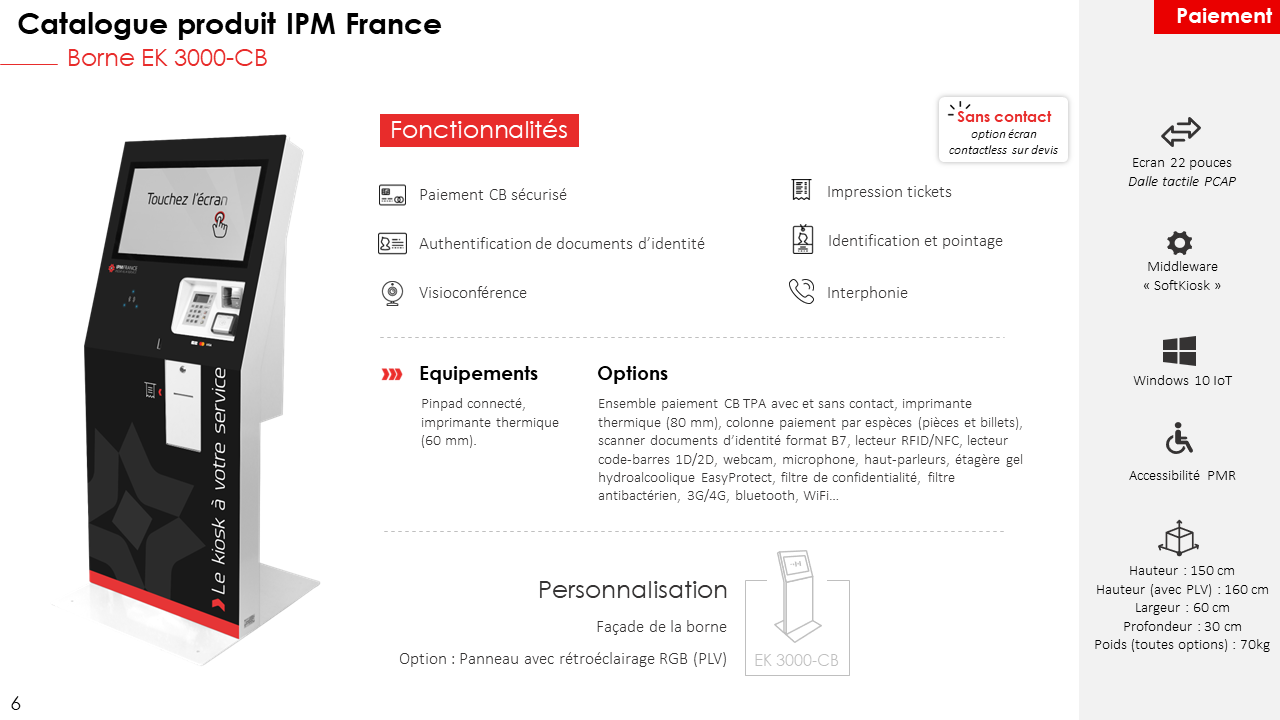 Catalogue produit IPM France
Borne EK 3000-CB
Paiement
Touchez l'écran
IPMFRANCE
Le kiosk à votre service
Fonctionnalités
Sans contact
option écran
contactless sur devis
Paiement CB sécurisé
Authentification de documents d'identité
Visioconférence
Impression tickets
Identification et pointage
Interphonie
Equipements
Pinpad connecté,
imprimante thermique
(60 mm).
Options
Ensemble paiement CB TPA avec et sans contact, imprimante
thermique (80 mm), colonne paiement par espèces (pièces et billets),
scanner documents d'identité format B7, lecteur RFID/NFC, lecteur
code-barres 1D/2D, webcam, microphone, haut-parleurs, étagère gel
hydroalcoolique EasyProtect, filtre de confidentialité, filtre
antibactérien, 3G/4G, bluetooth, WiFi...
Personnalisation
Façade de la borne
Option : Panneau avec rétroéclairage RGB (PLV)
EK 3000-CB
Ecran 22 pouces
Dalle tactile PCAP
Middleware
« SoftKiosk »
Windows 10 IoT
Accessibilité PMR
Hauteur : 150 cm
Hauteur (avec PLV) : 160 cm
Largeur : 60 cm
Profondeur : 30 cm
Poids (toutes options) : 70kg
6